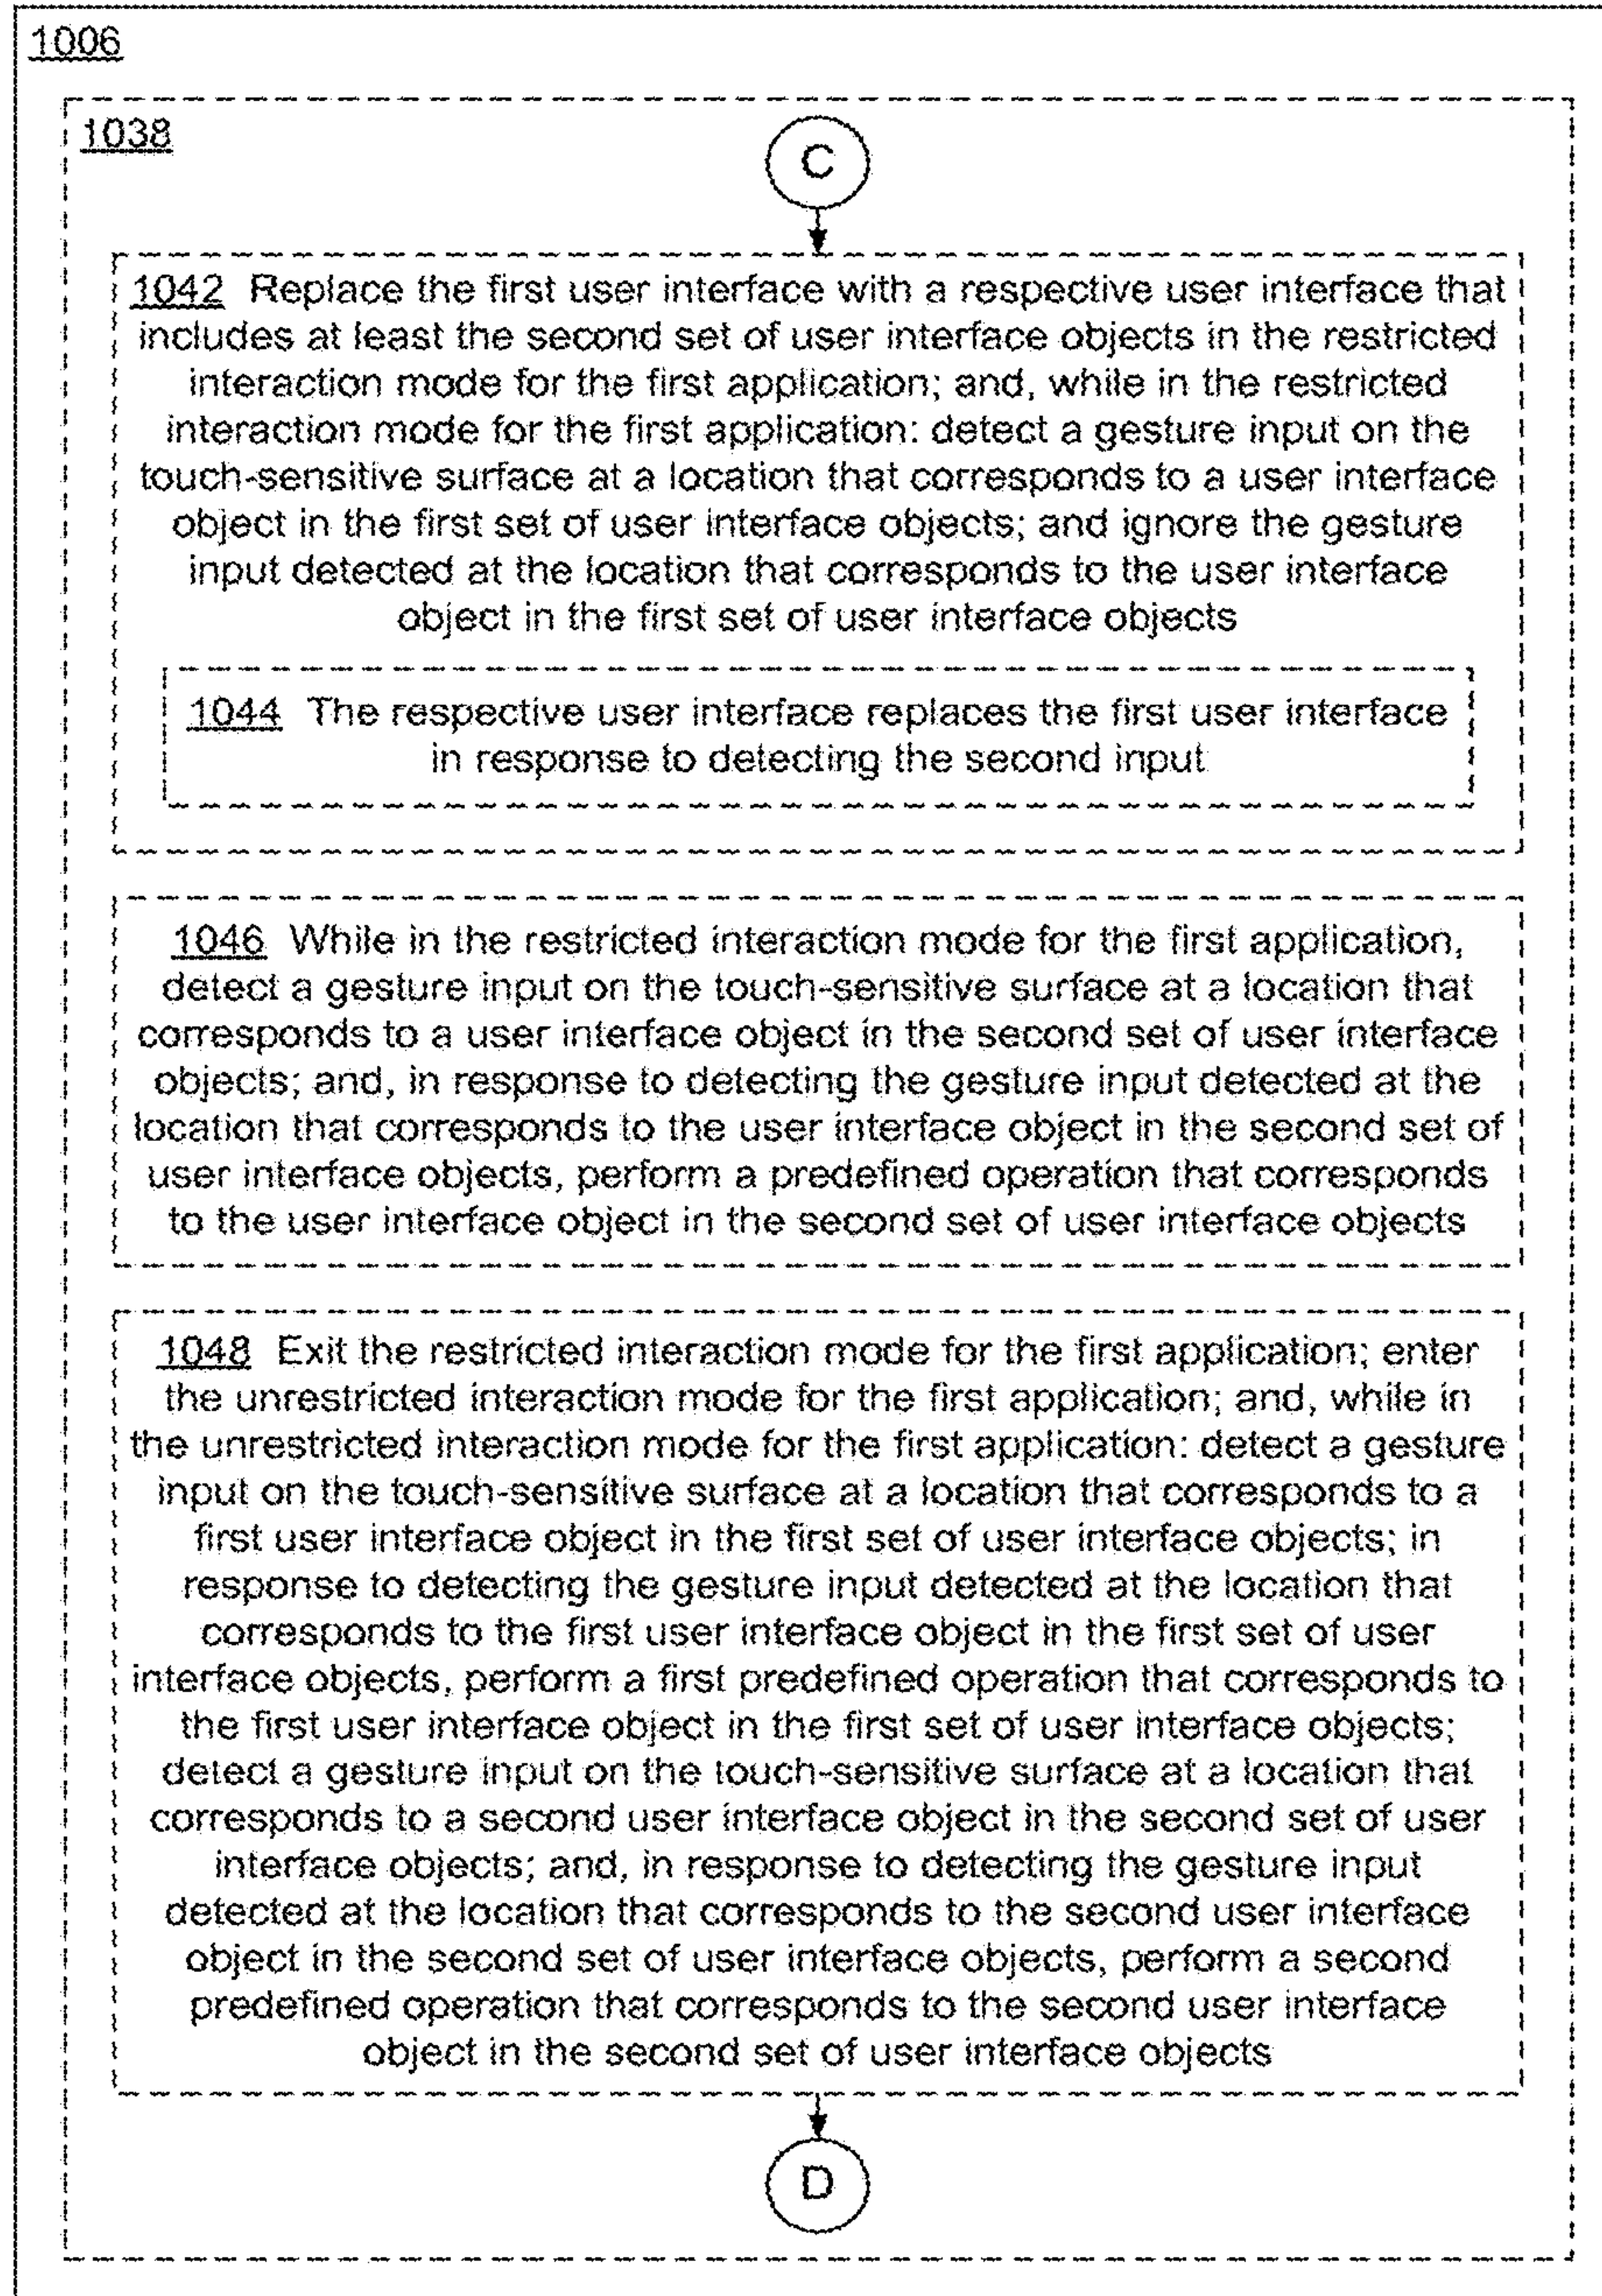 1006
1038
C
1042 Replace the first user interface with a respective user interface that
includes at least the second set of user interface objects in the restricted
interaction mode for the first application; and, while in the restricted
interaction mode for the first application: detect a gesture input on the
touch-sensitive surface at a location that corresponds to a user interface
object in the first set of user interface objects; and ignore the gesture
input detected at the location that corresponds to the user interface
object in the first set of user interface objects
1044 The respective user interface replaces the first user interface
in response to detecting the second input
1046 While in the restricted interaction mode for the first application,
detect a gesture input on the touch-sensitive surface at a location that
corresponds to a user interface object in the second set of user interface
objects; and, in response to detecting the gesture input detected at the
location that corresponds to the user interface object in the second set of
user interface objects, perform a predefined operation that corresponds
to the user interface object in the second set of user interface objects
1048 Exit the restricted interaction mode for the first application; enter
the unrestricted interaction mode for the first application; and, while in
the unrestricted interaction mode for the first application: detect a gesture
input on the touch-sensitive surface at a location that corresponds to a
first user interface object in the first set of user interface objects; in
response to detecting the gesture input detected at the location that
corresponds to the first user interface object in the first set of user
interface objects, perform a first predefined operation that corresponds to
the first user interface object in the first set of user interface objects;
detect a gesture input on the touch-sensitive surface at a location that
corresponds to a second user interface object in the second set of user
interface objects; and, in response to detecting the gesture input
detected at the location that corresponds to the second user interface
object in the second set of user interface objects, perform a second
predefined operation that corresponds to the second user interface
object in the second set of user interface objects
D